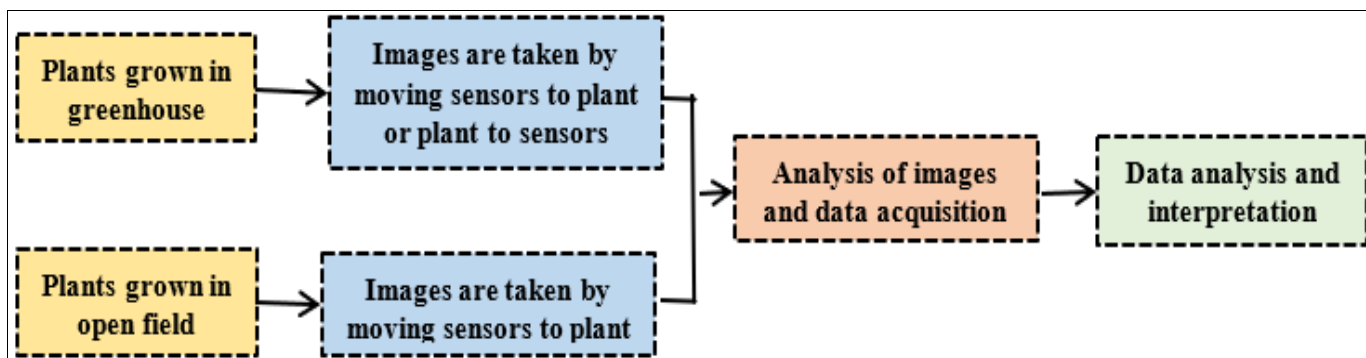 Plants grown in
greenhouse
Images are taken by
moving sensors to plant
or plant to sensors
Plants grown in
open field
Images are taken by
moving sensors to plant
Analysis of images
and data acquisition
Data analysis and
interpretation